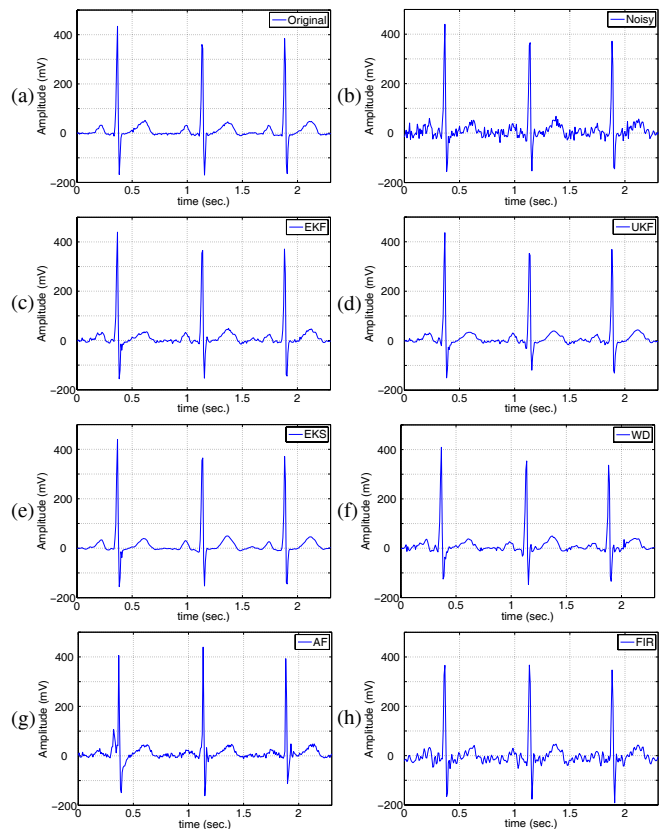 Original
Noisy
(a)
(b)
Amplitude (mV)
400
200
0
−200
0 0.5 1 1.5 2
time (sec.)
Amplitude (mV)
400
200
0
−200
0 0.5 1 1.5 2
time (sec.)
EKF
UKF
(c)
(d)
Amplitude (mV)
400
200
0
−200
0 0.5 1 1.5 2
time (sec.)
Amplitude (mV)
400
200
0
−200
0 0.5 1 1.5 2
time (sec.)
EKS
WD
(e)
(f)
Amplitude (mV)
400
200
0
−200
0 0.5 1 1.5 2
time (sec.)
Amplitude (mV)
400
200
0
−200
0 0.5 1 1.5 2
time (sec.)
AF
FIR
(g)
(h)
Amplitude (mV)
400
200
0
−200
0 0.5 1 1.5 2
time (sec.)
Amplitude (mV)
400
200
0
−200
0 0.5 1 1.5 2
time (sec.)